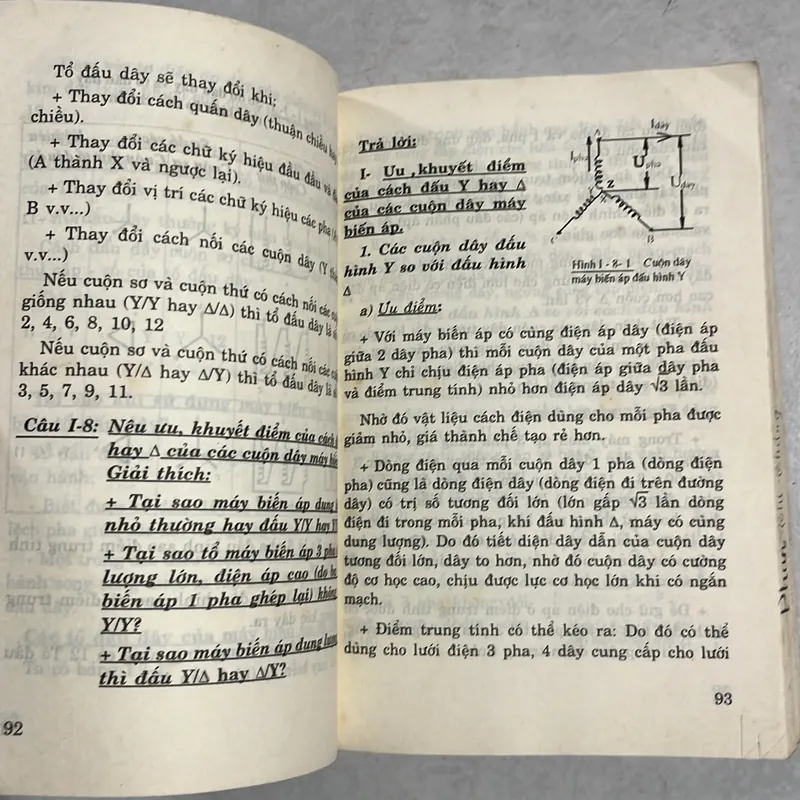 Tổ đấu dây sẽ thay đổi khi:
+ Thay đổi cách quấn dây (thuận chiều hay
chiều).
+ Thay đổi các chữ ký hiệu đầu đầu và
(A thành X và ngược lại).
+ Thay đổi vị trí các chữ ký hiệu các pha
B v.v...)
+ Thay đổi cách nối các cuộn dây (Y
v.v...)
Nếu cuộn sơ và cuộn thứ có cách nối các
giống nhau (Y/Y hay Δ/Δ) thì tổ đấu dây là
2, 4, 6, 8, 10, 12
Nếu cuộn sơ và cuộn thứ có cách nối các
khác nhau (Y/Δ hay Δ/Y) thì tổ đấu dây là
3, 5, 7, 9, 11.
Câu I-8: Nêu ưu, khuyết điểm của cách
hay Δ của các cuộn dây máy
Giải thích:
+ Tại sao máy biến áp dung
nhỏ thường hay đấu Y/Y hơn
+ Tại sao tổ máy biến áp 3 pha
lượng lớn, điện áp cao (do
biến áp 1 pha ghép lại) không
Y/Y?
+ Tại sao máy biến áp dung lượng
thì đấu Y/Δ hay Δ/Y?
92
Trả lời:
I- Ưu ,khuyết điểm
của cách đấu Y hay Δ
của các cuộn dây máy
biến áp.
1. Các cuộn dây đấu
hình Y so với đấu hình
Δ
A
I dây
I pha
U pha
U dây
Z
C
B
Hình I - 8- 1 Cuộn dây
máy biến áp đấu hình Y
a) Ưu điểm:
+ Với máy biến áp có cùng điện áp dây (điện áp
giữa 2 dây pha) thì mỗi cuộn dây của một pha đấu
hình Y chỉ chịu điện áp pha (điện áp giữa dây pha
và điểm trung tính) nhỏ hơn điện áp dây √3 lần.
Nhờ đó vật liệu cách điện dùng cho mỗi pha được
giảm nhỏ, giá thành chế tạo rẻ hơn.
+ Dòng điện qua mỗi cuộn dây 1 pha (dòng điện
pha) cũng là dòng điện dây (dòng điện đi trên đường
dây) có trị số tương đối lớn (lớn gấp √3 lần dòng
điện đi trong mỗi pha, khi đấu hình Δ, máy có cùng
dung lượng). Do đó tiết diện dây dẫn của cuộn dây
tương đối lớn, dây to hơn, nhờ đó cuộn dây có cường
độ cơ học cao, chịu được lực cơ học lớn khi có ngắn
mạch.
+ Điểm trung tính có thể kéo ra: Do đó có thể
dùng cho lưới điện 3 pha, 4 dây cung cấp cho lưới
93